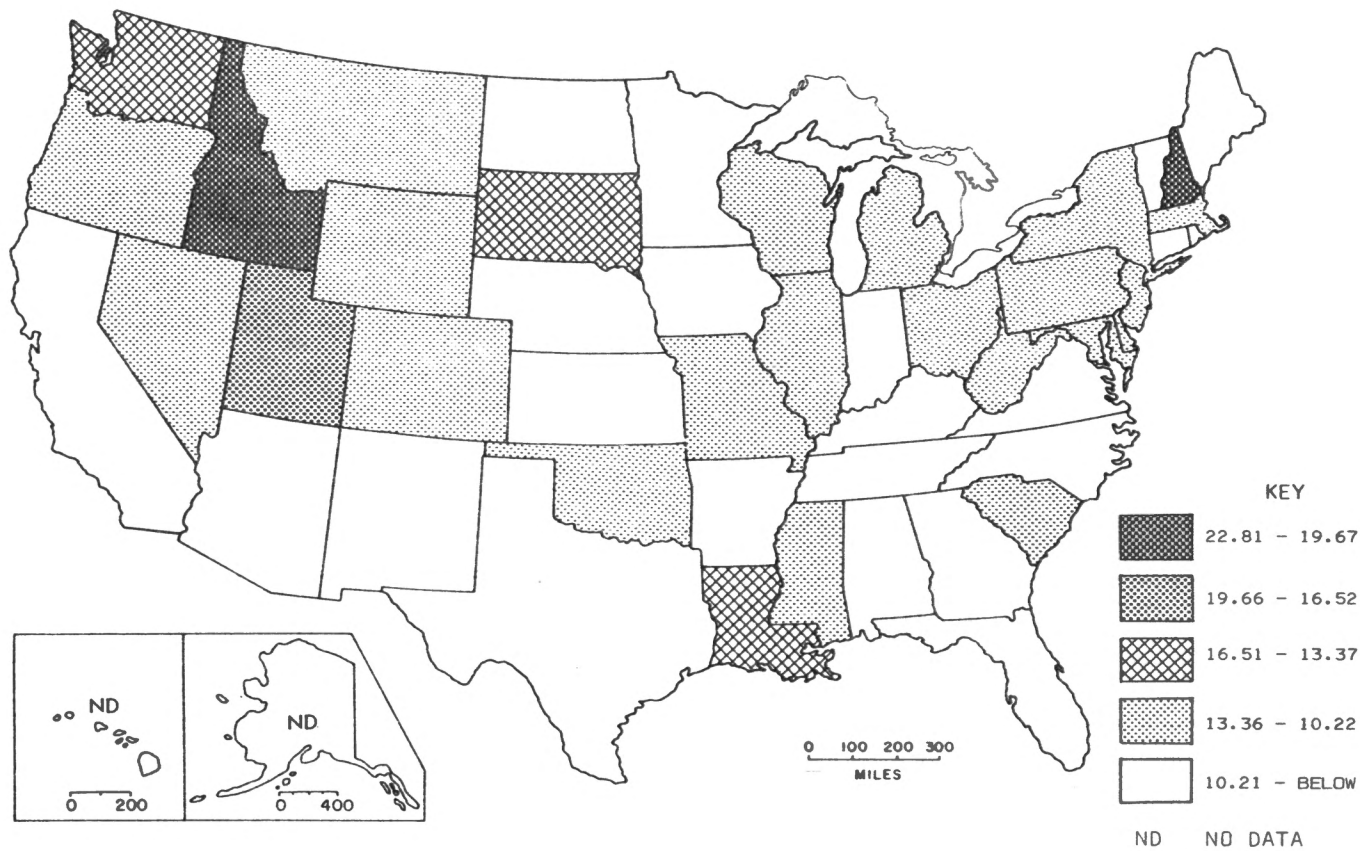 KEY
22.81 - 19.67
19.66 - 16.52
16.51 - 13.37
13.36 - 10.22
10.21 - BELOW
ND NO DATA
ND
0 200
ND
0 400
0 100 200 300
MILES